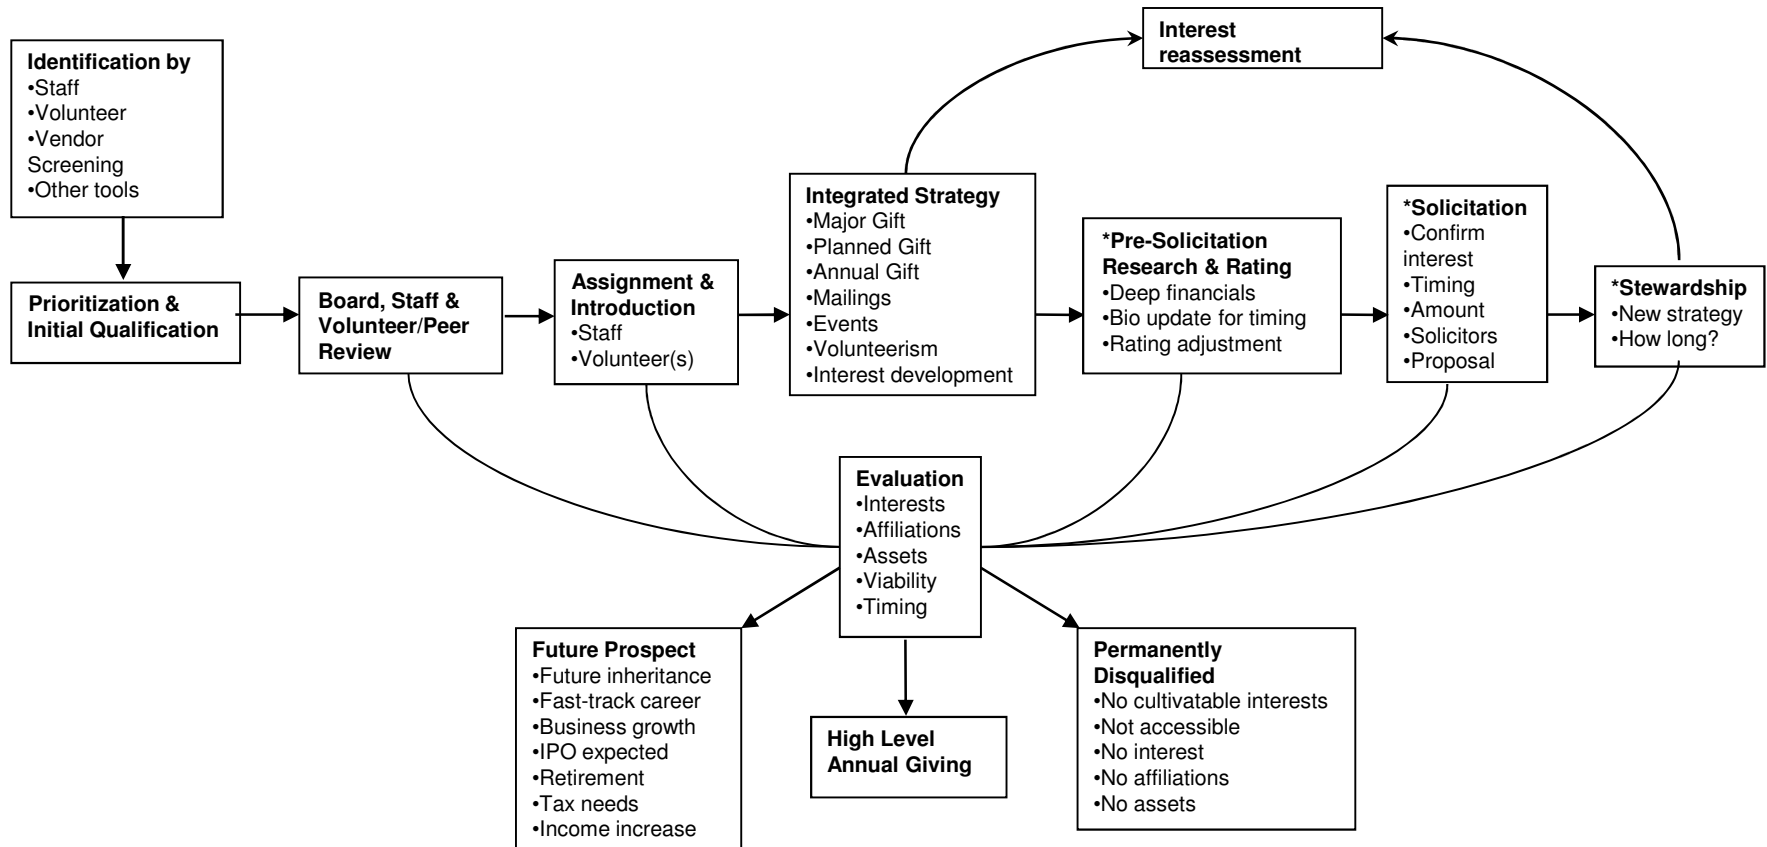 Identification by
•Staff
•Volunteer
•Vendor
Screening
•Other tools
Prioritization &
Initial Qualification
Board, Staff &
Volunteer/Peer
Review
Assignment &
Introduction
•Staff
•Volunteer(s)
Integrated Strategy
•Major Gift
•Planned Gift
•Annual Gift
•Mailings
•Events
•Volunteerism
•Interest development
Interest
reassessment
*Pre-Solicitation
Research & Rating
•Deep financials
•Bio update for timing
•Rating adjustment
*Solicitation
•Confirm
interest
•Timing
•Amount
•Solicitors
•Proposal
*Stewardship
•New strategy
•How long?
Evaluation
•Interests
•Affiliations
•Assets
•Viability
•Timing
Future Prospect
•Future inheritance
•Fast-track career
•Business growth
•IPO expected
•Retirement
•Tax needs
•Income increase
High Level
Annual Giving
Permanently
Disqualified
•No cultivatable interests
•Not accessible
•No interest
•No affiliations
•No assets